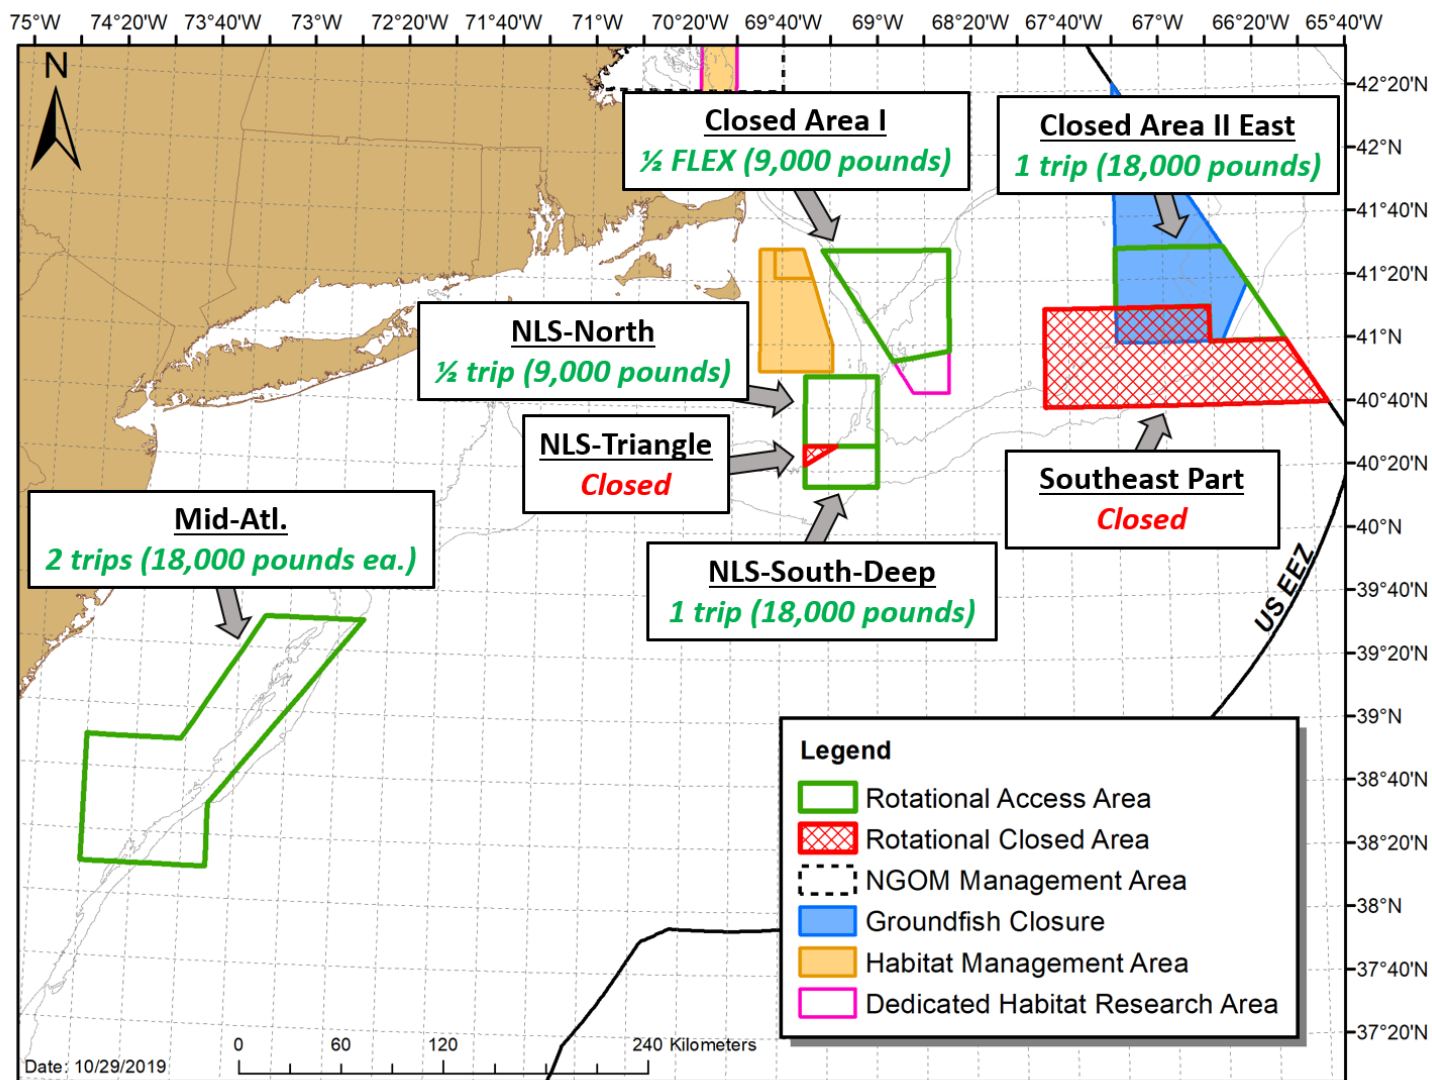 75°W 74°20'W 73°40'W 73°W 72°20'W 71°40'W 71°W 70°20'W 69°40'W 69°W 68°20'W 67°40'W 67°W 66°20'W 65°40'W
N
42°20'N
Closed Area I
½ FLEX (9,000 pounds)
Closed Area II East
1 trip (18,000 pounds)
42°N
41°40'N
41°20'N
NLS-North
½ trip (9,000 pounds)
41°N
40°40'N
NLS-Triangle
Closed
40°20'N
Southeast Part
Closed
Mid-Atl.
2 trips (18,000 pounds ea.)
40°N
NLS-South-Deep
1 trip (18,000 pounds)
39°40'N
US EEZ
39°20'N
39°N
Legend
Rotational Access Area
Rotational Closed Area
NGOM Management Area
Groundfish Closure
Habitat Management Area
Dedicated Habitat Research Area
38°40'N
38°20'N
38°N
37°40'N
37°20'N
0 60 120 240 Kilometers
Date: 10/29/2019